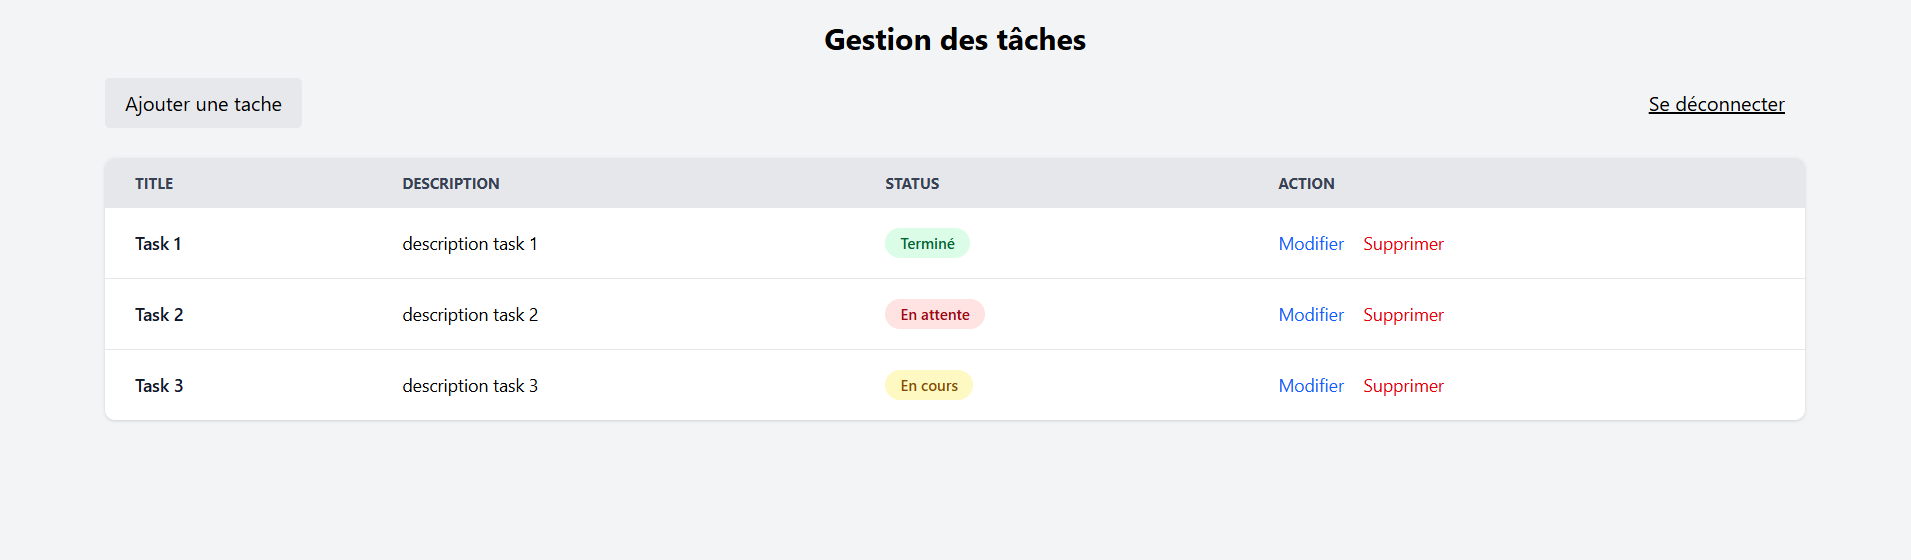 Gestion des tâches
Ajouter une tache Se déconnecter
TITLE DESCRIPTION STATUS ACTION
Task 1 description task 1 Terminé Modifier Supprimer
Task 2 description task 2 En attente Modifier Supprimer
Task 3 description task 3 En cours Modifier Supprimer